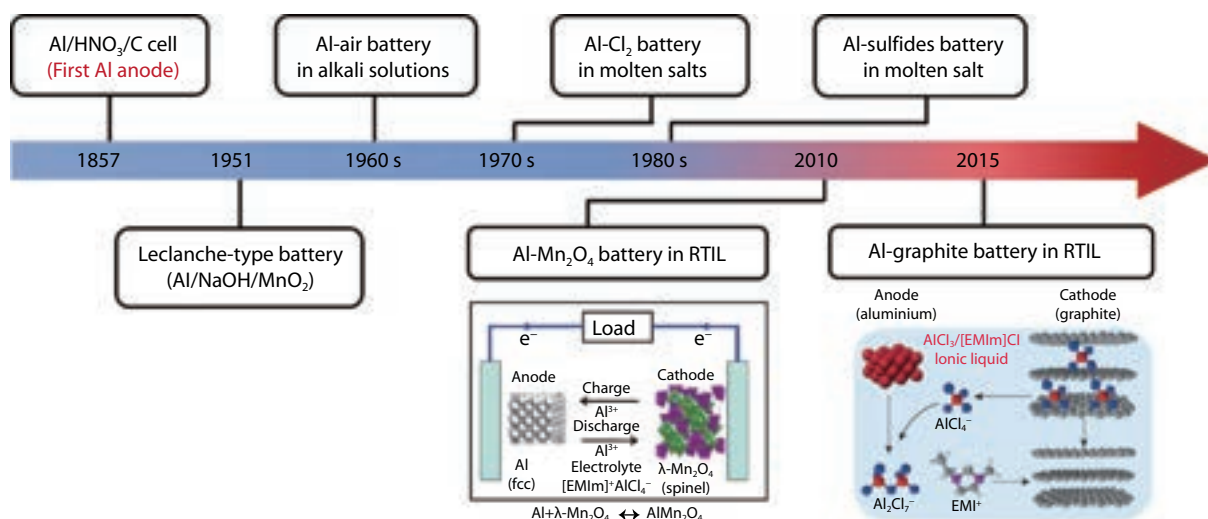 Al/HNO₃/C cell
(First Al anode)
Al-air battery
in alkali solutions
Al-Cl₂ battery
in molten salts
Al-sulfides battery
in molten salt
1857
1951
1960 s
1970 s
1980 s
2010
2015
Leclanche-type battery
(Al/NaOH/MnO₂)
Al-Mn₂O₄ battery in RTIL
Load
e⁻
e⁻
Anode
Cathode
Charge
Al³⁺
Discharge
Al³⁺
Al
(fcc)
Electrolyte
[EMIm]⁺AlCl₄⁻
λ-Mn₂O₄
(spinel)
Al+λ-Mn₂O₄ ↔ AlMn₂O₄
Al-graphite battery in RTIL
Anode
(aluminium)
Cathode
(graphite)
AlCl₃/[EMIm]Cl
Ionic liquid
AlCl₄⁻
Al₂Cl₇⁻
EMI⁺